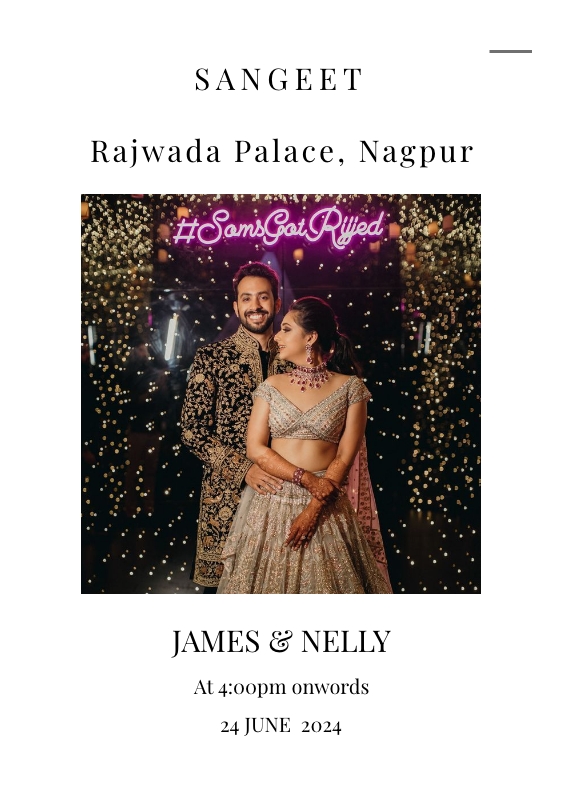 SANGEET
Rajwada Palace, Nagpur
#SomsGotRijjed
JAMES & NELLY
At 4:00pm onwords
24 JUNE 2024